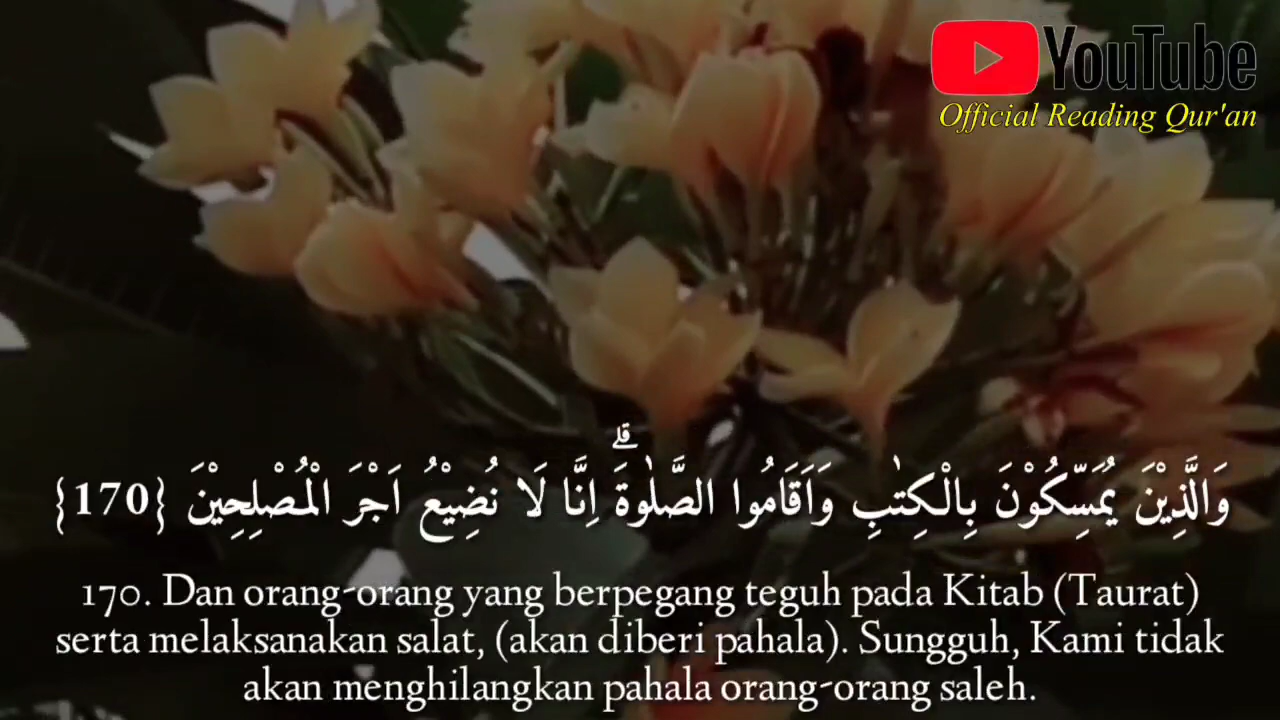 YouTube
Official Reading Qur'an
وَالَّذِيْنَ يُمَسِّكُوْنَ بِالْكِتٰبِ وَاَقَامُوا الصَّلٰوةَۗ اِنَّا لَا نُضِيْعُ اَجْرَ الْمُصْلِحِيْنَ {170}
170. Dan orang-orang yang berpegang teguh pada Kitab (Taurat)
serta melaksanakan salat, (akan diberi pahala). Sungguh, Kami tidak
akan menghilangkan pahala orang-orang saleh.